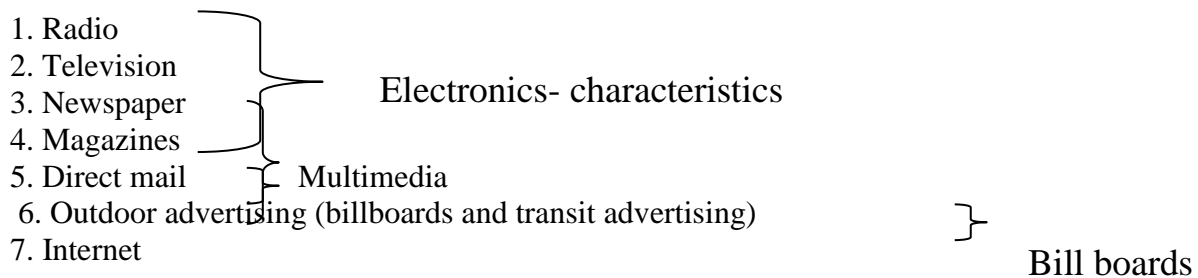 1. Radio
2. Television
3. Newspaper
Electronics- characteristics
4. Magazines
5. Direct mail
Multimedia
6. Outdoor advertising (billboards and transit advertising)
7. Internet
Bill boards